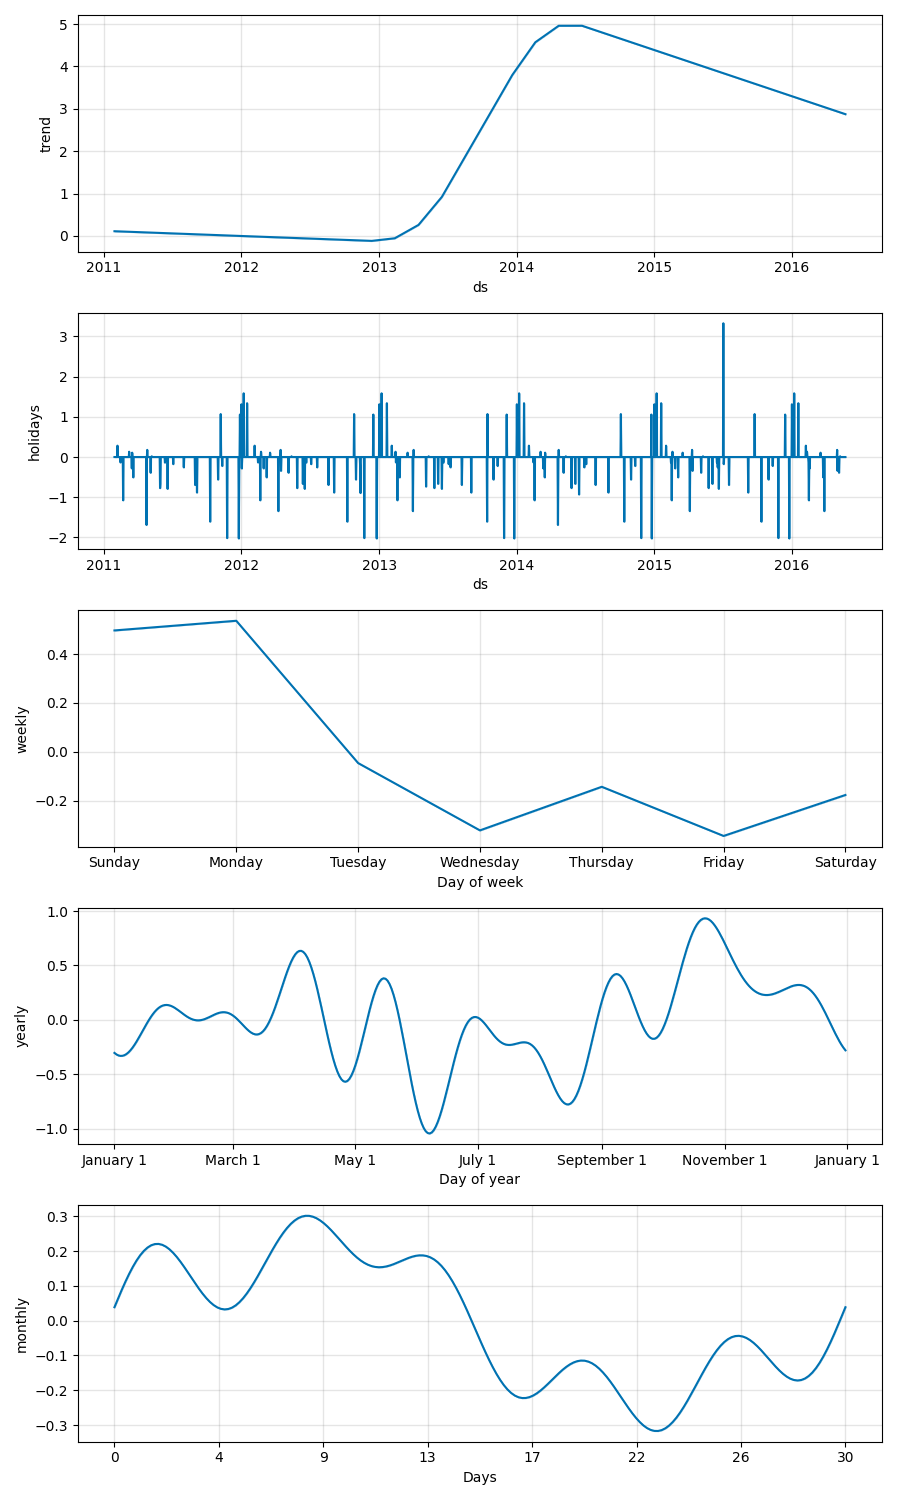 5
4
3
2
1
0
trend
2011 2012 2013 2014 2015 2016
ds
3
2
1
0
−1
−2
holidays
2011 2012 2013 2014 2015 2016
ds
0.4
0.2
0.0
−0.2
weekly
Sunday Monday Tuesday Wednesday Thursday Friday Saturday
Day of week
1.0
0.5
0.0
−0.5
−1.0
yearly
January 1 March 1 May 1 July 1 September 1 November 1 January 1
Day of year
0.3
0.2
0.1
0.0
−0.1
−0.2
−0.3
monthly
0 4 9 13 17 22 26 30
Days